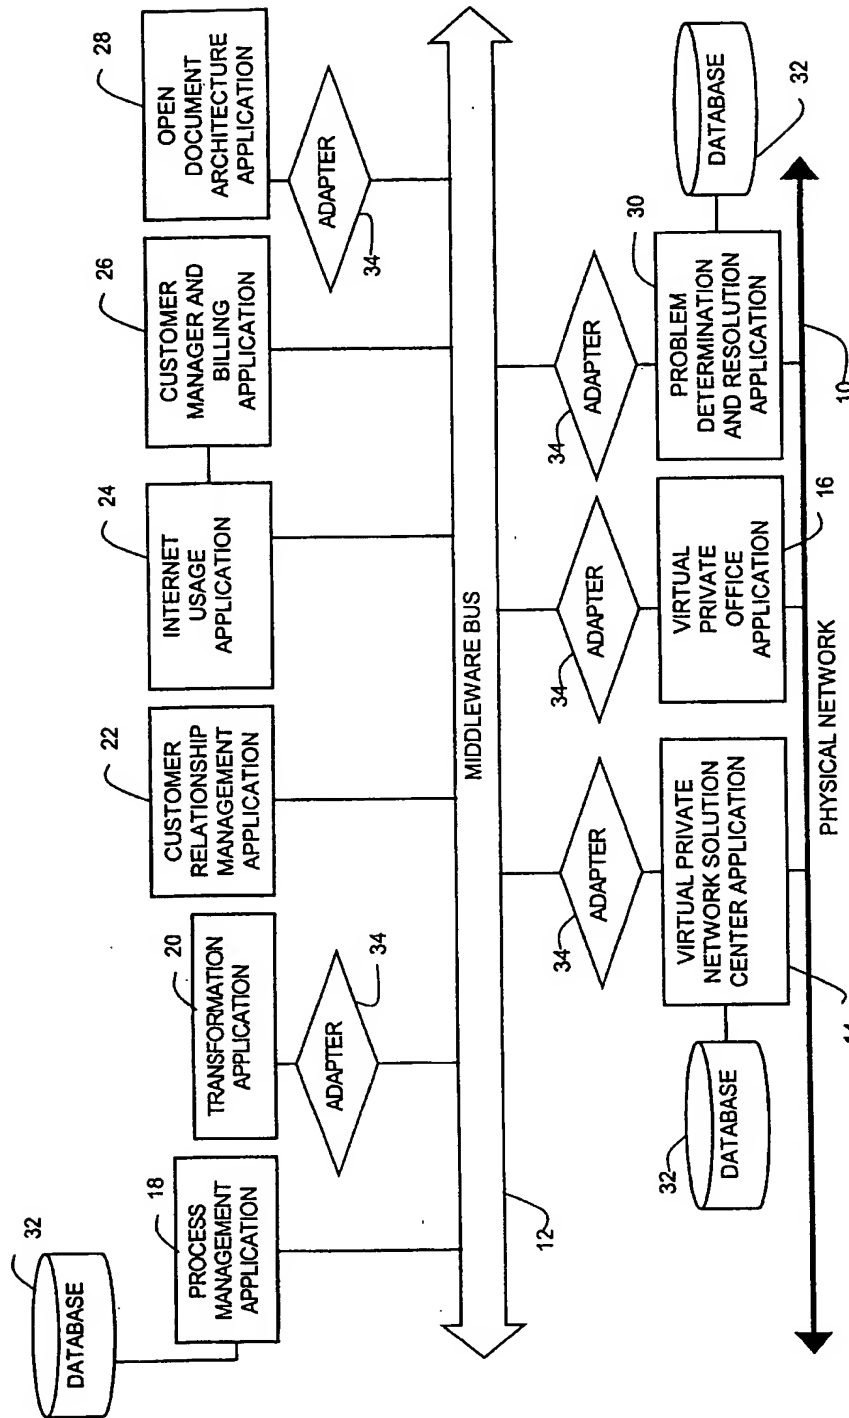 32
DATABASE
18
PROCESS
MANAGEMENT
APPLICATION
20
TRANSFORMATION
APPLICATION
ADAPTER
34
22
CUSTOMER
RELATIONSHIP
MANAGEMENT
APPLICATION
24
INTERNET
USAGE
APPLICATION
26
CUSTOMER
MANAGER AND
BILLING
APPLICATION
28
OPEN
DOCUMENT
ARCHITECTURE
APPLICATION
ADAPTER
34
12
MIDDLEWARE BUS
34
ADAPTER
34
ADAPTER
34
ADAPTER
32
DATABASE
VIRTUAL PRIVATE
NETWORK SOLUTION
CENTER APPLICATION
VIRTUAL
PRIVATE
OFFICE
APPLICATION
16
30
PROBLEM
DETERMINATION
AND RESOLUTION
APPLICATION
DATABASE
32
PHYSICAL NETWORK
10